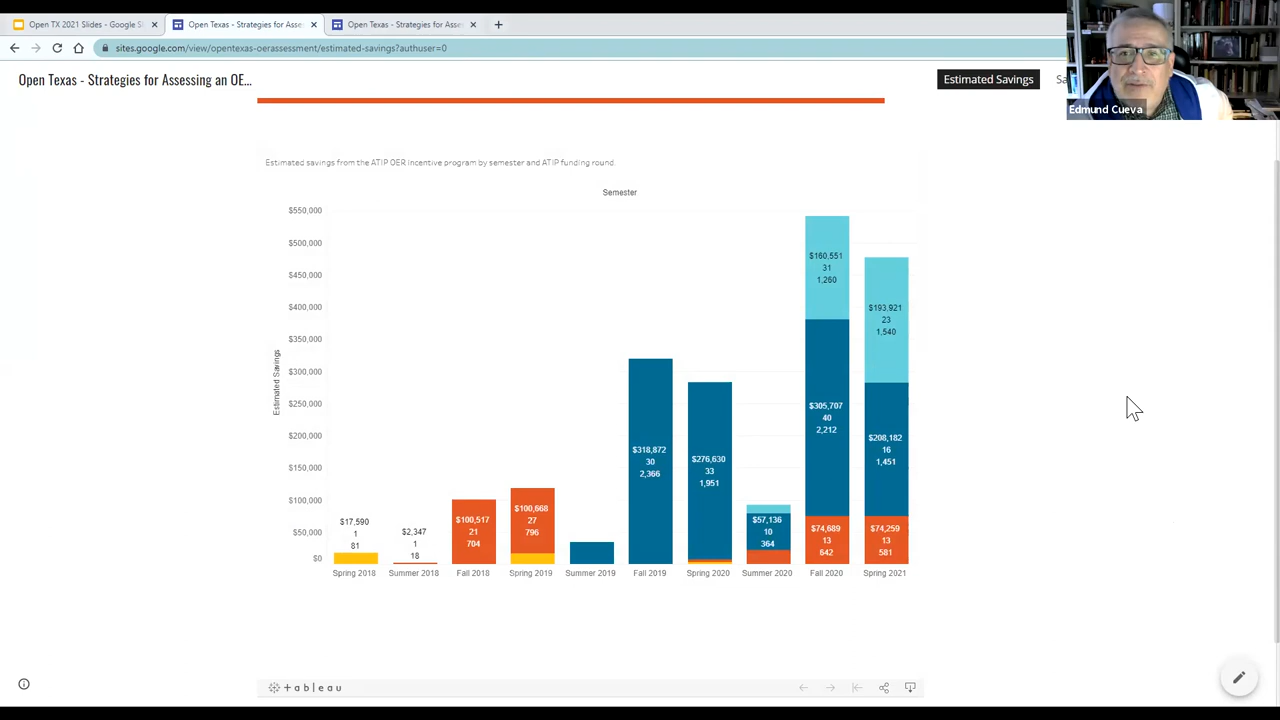 Open TX 2021 Slides - Google Sl
Open Texas - Strategies for Asses
Open Texas - Strategies for Asses
sites.google.com/view/opentexas-oerassessment/estimated-savings?authuser=0
Open Texas - Strategies for Assessing an OE...
Estimated Savings
Sa
Edmund Cueva
Estimated savings from the ATIP OER incentive program by semester and ATIP funding round.
Semester
Estimated Savings
$550,000
$500,000
$450,000
$400,000
$350,000
$300,000
$250,000
$200,000
$150,000
$100,000
$50,000
$0
$17,590
1
81
$2,347
1
18
$100,517
21
704
$100,668
27
796
$318,872
30
2,366
$276,630
33
1,951
$57,136
10
364
$160,551
31
1,260
$305,707
40
2,212
$74,689
13
642
$193,921
23
1,540
$208,182
16
1,451
$74,259
13
581
Spring 2018
Summer 2018
Fall 2018
Spring 2019
Summer 2019
Fall 2019
Spring 2020
Summer 2020
Fall 2020
Spring 2021
+ableau